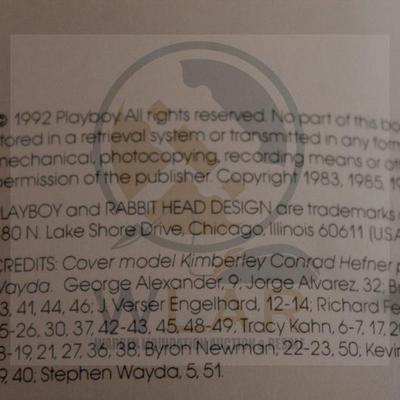 © 1992 Playboy. All rights reserved. No part of this bo
tored in a retrieval system or transmitted in any form
mechanical, photocopying, recording means or ot
permission of the publisher. Copyright 1983, 1985, 19
LAYBOY and RABBIT HEAD DESIGN are trademarks
80 N. Lake Shore Drive, Chicago, Illinois 60611 (U.S.A
CREDITS: Cover model Kimberley Conrad Hefner p
Wayda. George Alexander, 9; Jorge Alvarez, 32, B
3, 41, 44, 46; J. Verser Engelhard, 12-14; Richard Fe
5-26, 30, 37, 42-43, 45, 48-49, Tracy Kahn, 6-7, 17, 2
8-19, 21, 27, 36, 38; Byron Newman, 22-23, 50; Kevin
9, 40; Stephen Wayda, 5, 51.